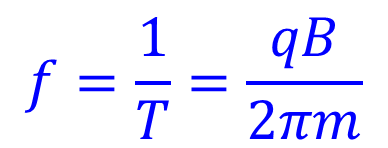 f = 1/T = qB/2πm